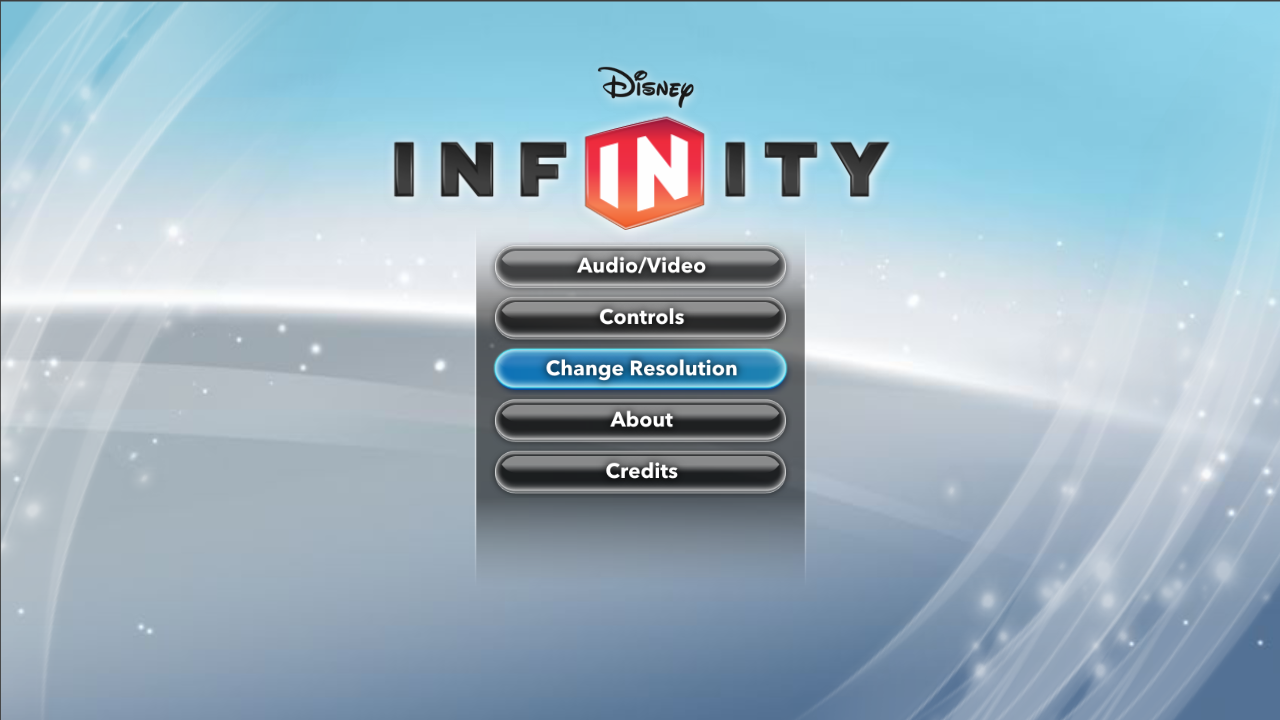 Disney
INFINITY
Audio/Video
Controls
Change Resolution
About
Credits